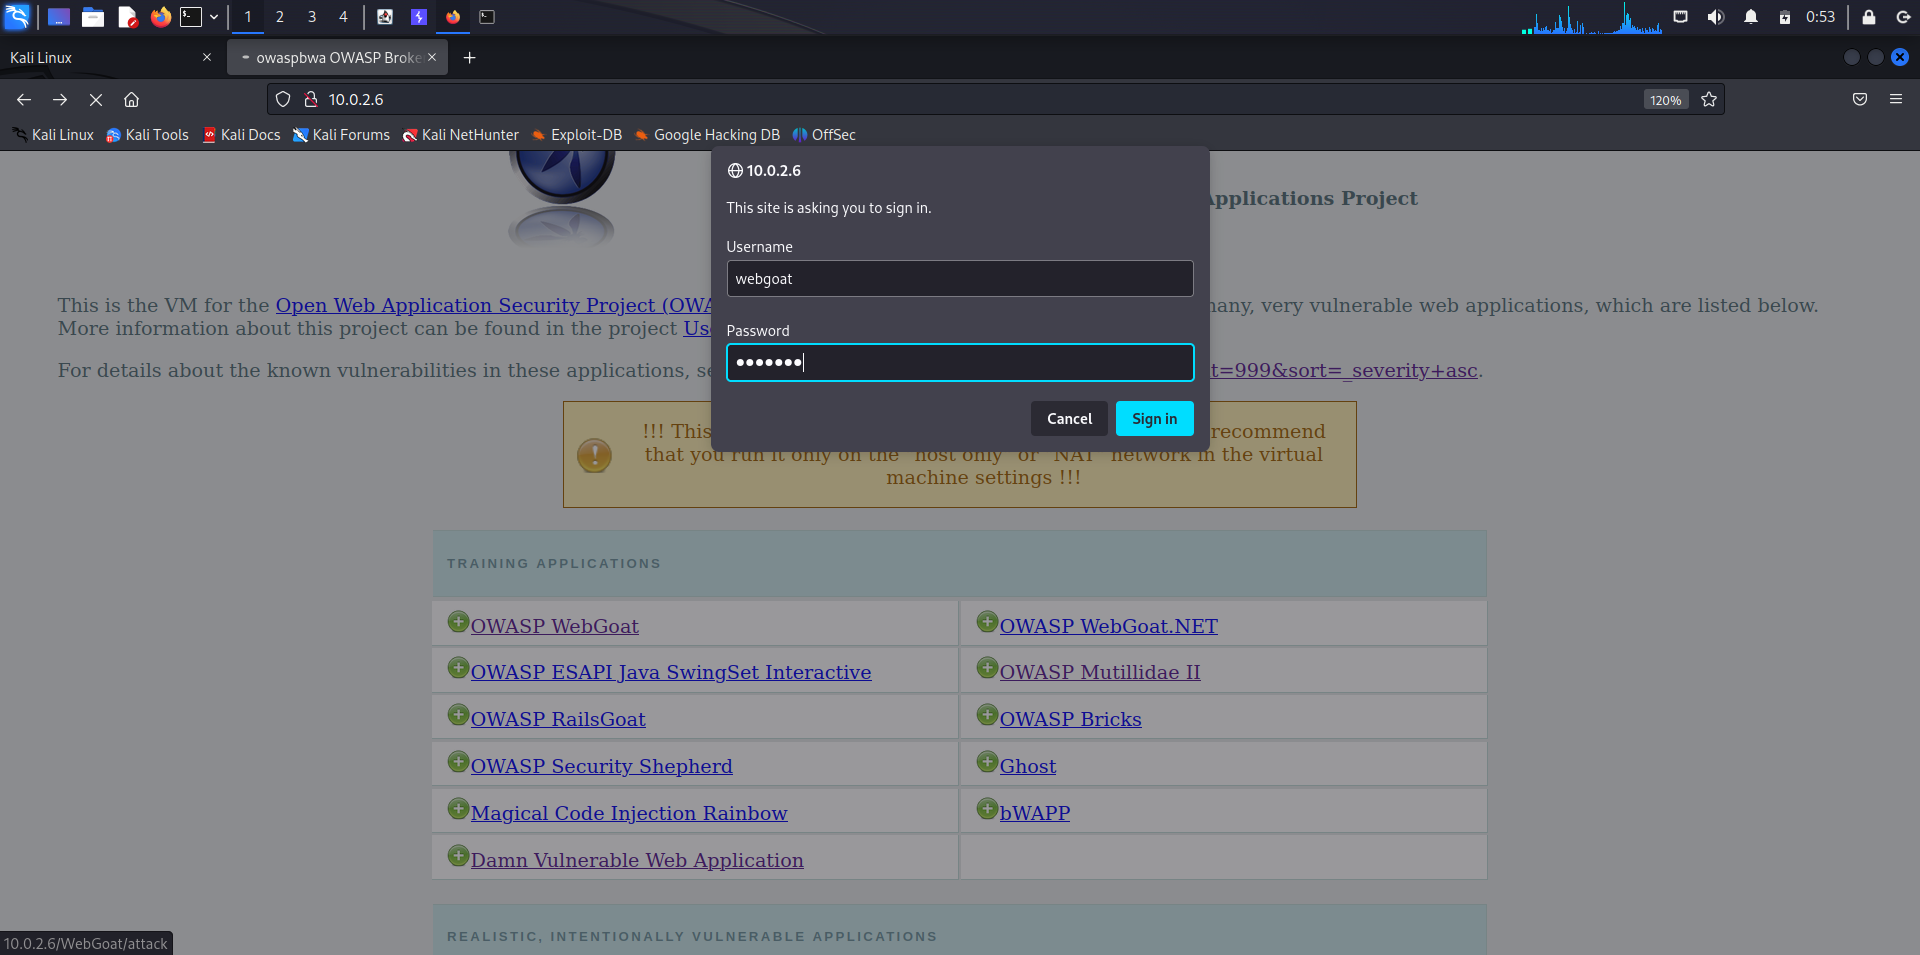 1 2 3 4 0:53
Kali Linux owaspbwa OWASP Broke
10.0.2.6 120%
Kali Linux Kali Tools Kali Docs Kali Forums Kali NetHunter Exploit-DB Google Hacking DB OffSec
10.0.2.6
This site is asking you to sign in.
Username
webgoat
Password
•••••••
Cancel Sign in
Applications Project
This is the VM for the Open Web Application Security Project (OWA
many, very vulnerable web applications, which are listed below.
More information about this project can be found in the project Us
For details about the known vulnerabilities in these applications, se
t=999&sort=_severity+asc.
!!! This recommend
that you run it only on the "host only" or "NAT" network in the virtual
machine settings !!!
TRAINING APPLICATIONS
OWASP WebGoat OWASP WebGoat.NET
OWASP ESAPI Java SwingSet Interactive OWASP Mutillidae II
OWASP RailsGoat OWASP Bricks
OWASP Security Shepherd Ghost
Magical Code Injection Rainbow bWAPP
Damn Vulnerable Web Application
REALISTIC, INTENTIONALLY VULNERABLE APPLICATIONS
10.0.2.6/WebGoat/attack